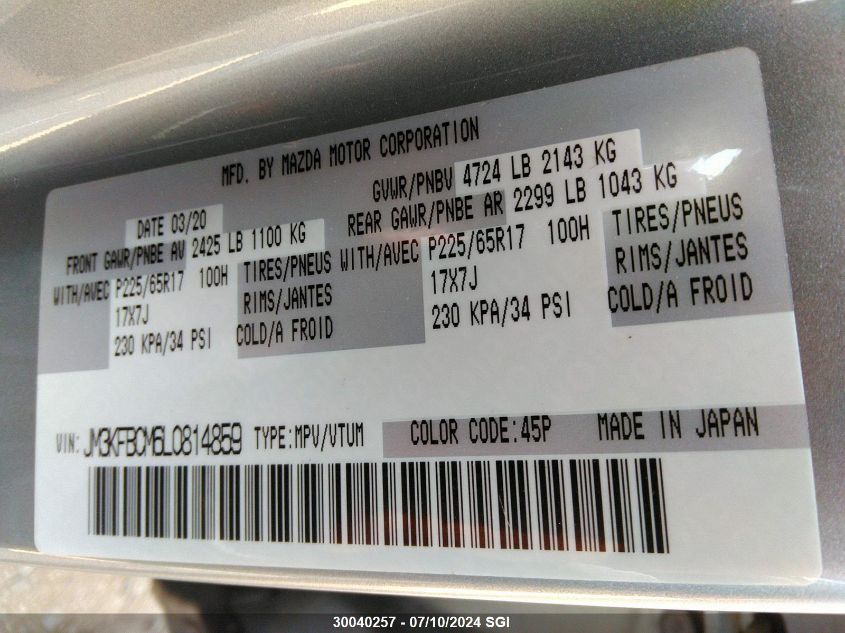 MFD. BY MAZDA MOTOR CORPORATION
DATE 03/20 GVWR/PNBV 4724 LB 2143 KG
FRONT GAWR/PNBE AV 2425 LB 1100 KG REAR GAWR/PNBE AR 2299 LB 1043 KG
WITH/AVEC P225/65R17 100H TIRES/PNEUS WITH/AVEC P225/65R17 100H TIRES/PNEUS
17X7J RIMS/JANTES 17X7J RIMS/JANTES
230 KPA/34 PSI COLD/A FROID 230 KPA/34 PSI COLD/A FROID
VIN: JM3KFBCM6L0814859 TYPE:MPV/VTUM COLOR CODE:45P MADE IN JAPAN
30040257 - 07/10/2024 SGI